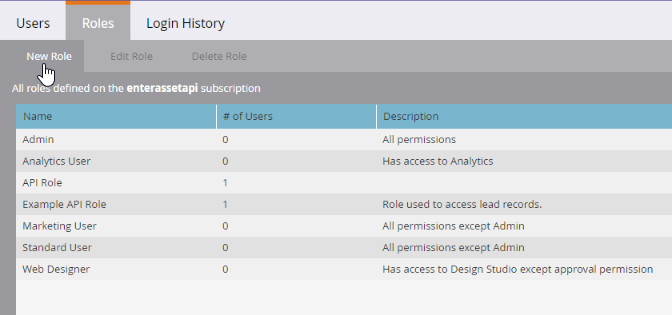 Users Roles Login History
New Role Edit Role Delete Role
All roles defined on the enterassetapi subscription
Name # of Users Description
Admin 0 All permissions
Analytics User 0 Has access to Analytics
API Role 1
Example API Role 1 Role used to access lead records.
Marketing User 0 All permissions except Admin
Standard User 0 All permissions except Admin
Web Designer 0 Has access to Design Studio except approval permission